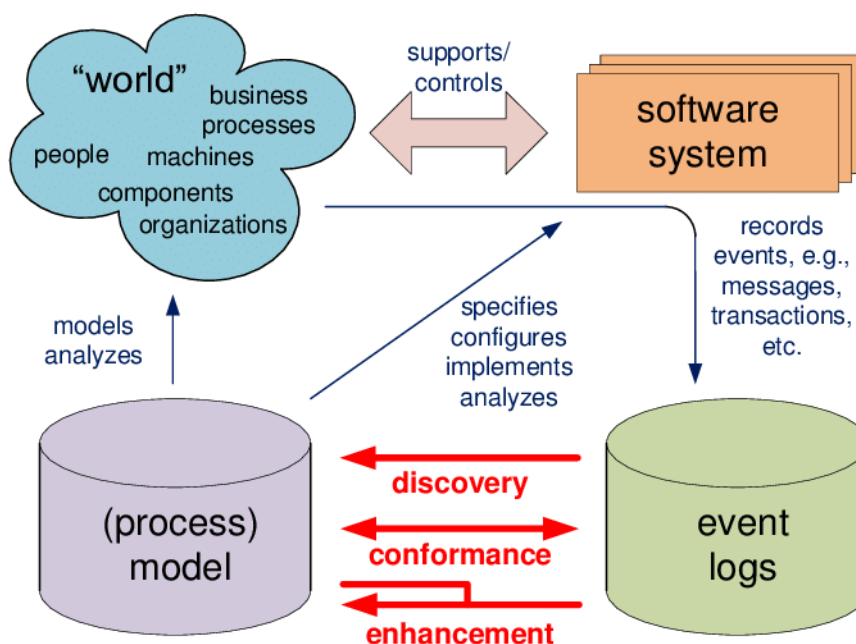 “world”
business
processes
people
machines
components
organizations
supports/
controls
software
system
records
events, e.g.,
messages,
transactions,
etc.
models
analyzes
specifies
configures
implements
analyzes
(process)
model
discovery
conformance
enhancement
event
logs